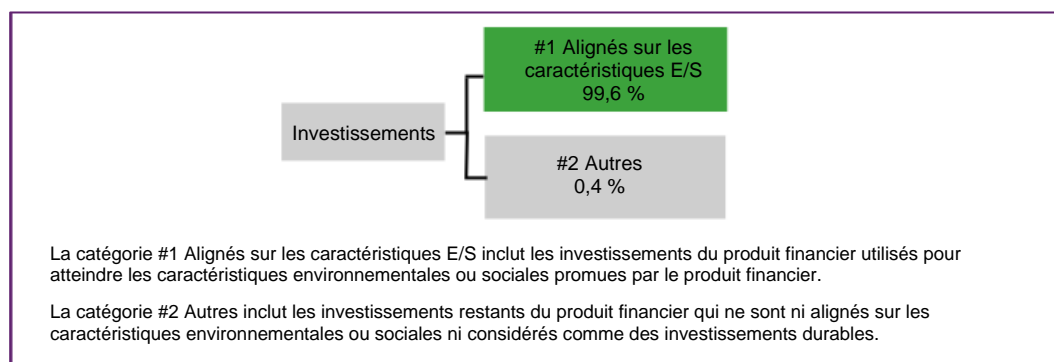 #1 Alignés sur les
caractéristiques E/S
99,6 %
Investissements
#2 Autres
0,4 %
La catégorie #1 Alignés sur les caractéristiques E/S inclut les investissements du produit financier utilisés pour
atteindre les caractéristiques environnementales ou sociales promues par le produit financier.
La catégorie #2 Autres inclut les investissements restants du produit financier qui ne sont ni alignés sur les
caractéristiques environnementales ou sociales ni considérés comme des investissements durables.